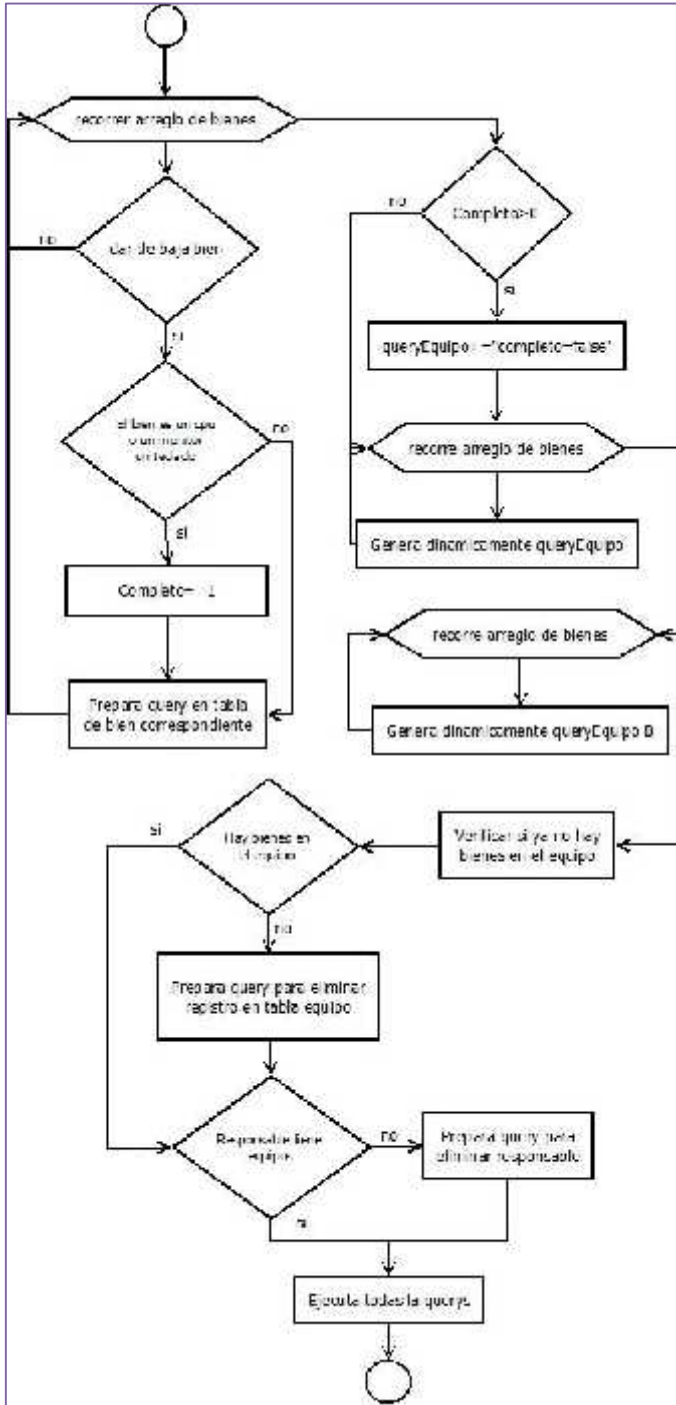 recorrer arreglo de bienes
no
dar de baja bien
si
El bien es un cpu
o un monitor
un teclado
no
si
Completo= 1
Prepara query en tabla
de bien correspondiente
no
Completo>0
si
queryEquipo ="completo=false"
recorre arreglo de bienes
Genera dinamicamente queryEquipo
recorre arreglo de bienes
Genera dinamicamente queryEquipo B
si
Hay bienes en
el equipo
Verificar si ya no hay
bienes en el equipo
no
Prepara query para eliminar
registro en tabla equipo
Responsable tiene
equipos
no
Prepara query para
eliminar responsable
si
Ejecuta todas la querys